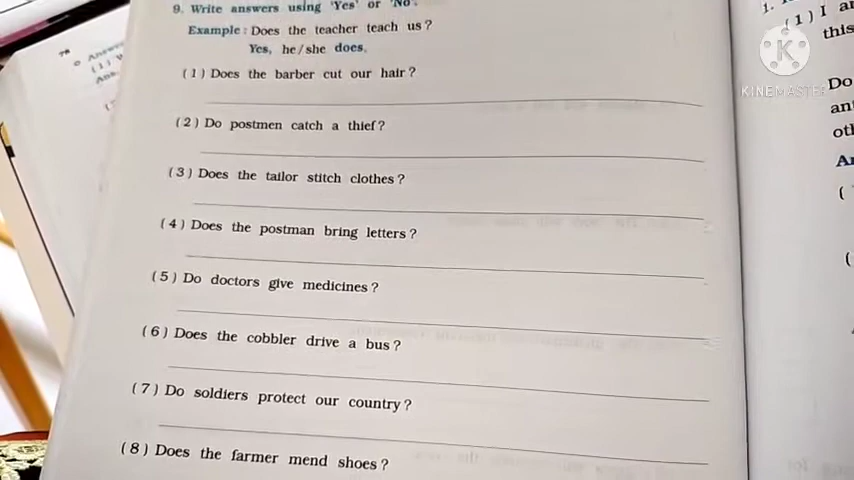 9. Write answers using 'Yes' or 'No'.
Example : Does the teacher teach us ?
Yes, he/she does.
(1) Does the barber cut our hair ?
(2) Do postmen catch a thief ?
(3) Does the tailor stitch clothes ?
(4) Does the postman bring letters ?
(5) Do doctors give medicines ?
(6) Does the cobbler drive a bus ?
(7) Do soldiers protect our country ?
(8) Does the farmer mend shoes ?
78
(1)
1.
(1) I
this
Do
KINEMASTER